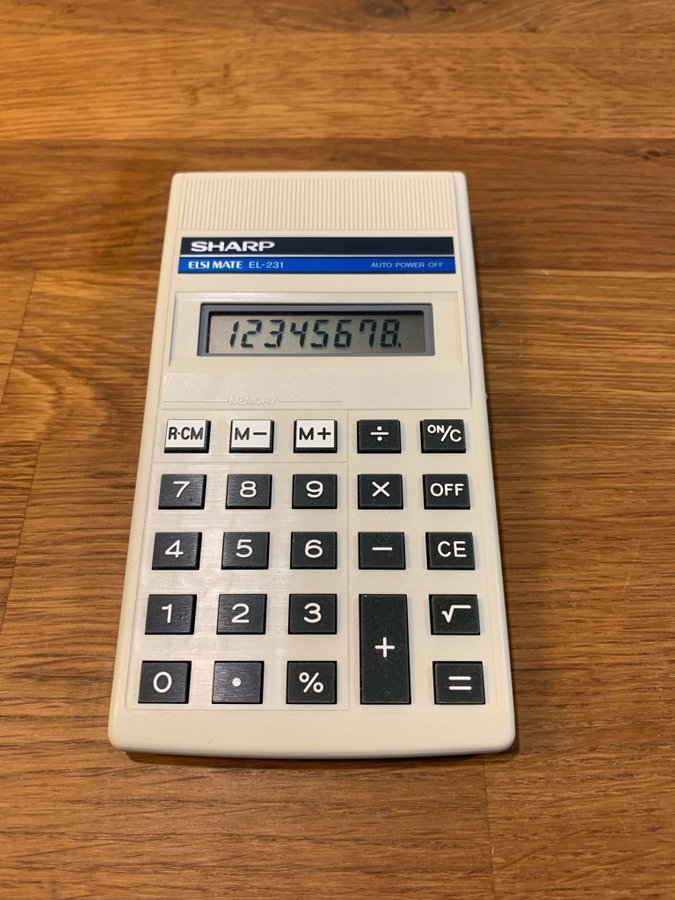 SHARP
ELSI MATE EL-231 AUTO POWER OFF
12345678.
MEMORY
R·CM M− M+ ÷ ON/C
7 8 9 × OFF
4 5 6 − CE
1 2 3 + √
0 . % =